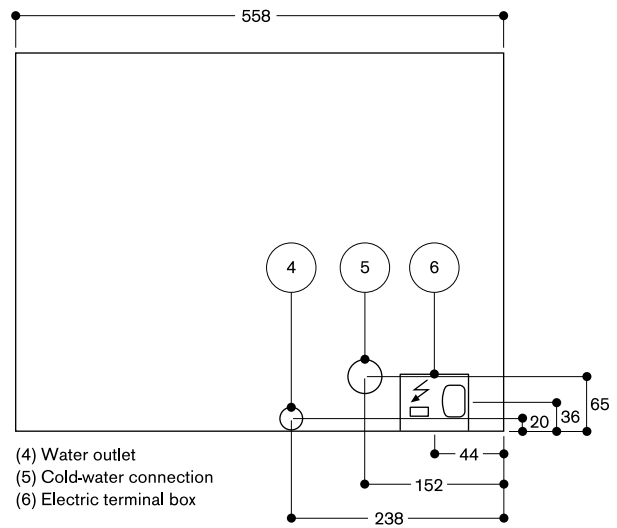 558
4 5 6
65
36
20
44
152
238
(4) Water outlet
(5) Cold-water connection
(6) Electric terminal box